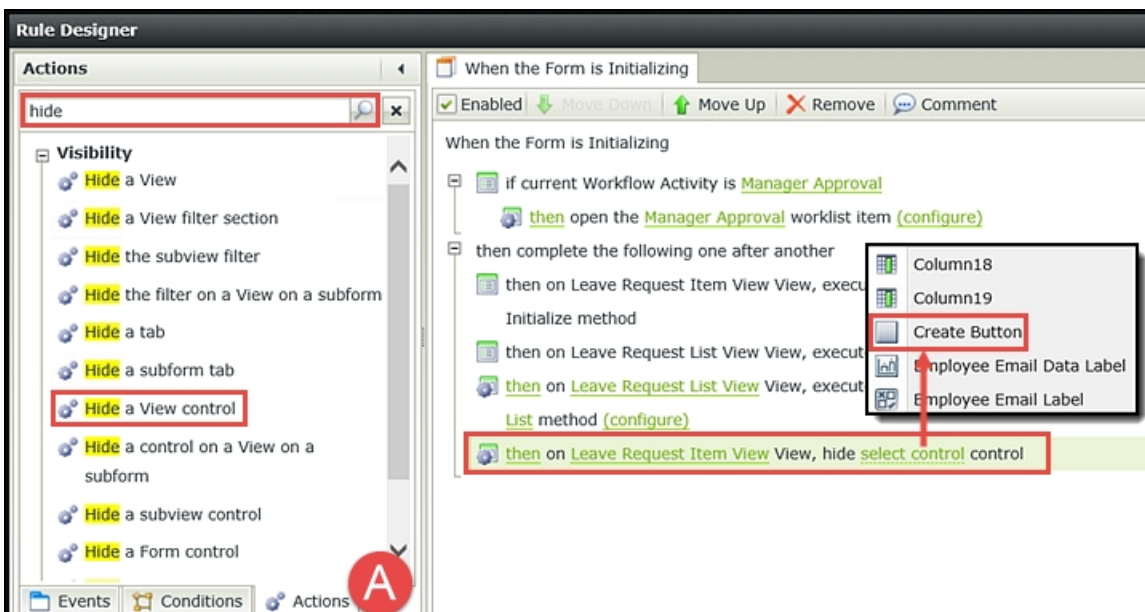 Rule Designer
Actions
hide
Visibility
Hide a View
Hide a View filter section
Hide the subview filter
Hide the filter on a View on a subform
Hide a tab
Hide a subform tab
Hide a View control
Hide a control on a View on a
subform
Hide a subview control
Hide a Form control
Events Conditions Actions
A
When the Form is Initializing
Enabled Move Down Move Up Remove Comment
When the Form is Initializing
if current Workflow Activity is Manager Approval
then open the Manager Approval worklist item (configure)
then complete the following one after another
then on Leave Request Item View View, execu
Initialize method
then on Leave Request List View View, execut
then on Leave Request List View View, execut
List method (configure)
then on Leave Request Item View View, hide select control control
Column18
Column19
Create Button
Employee Email Data Label
Employee Email Label